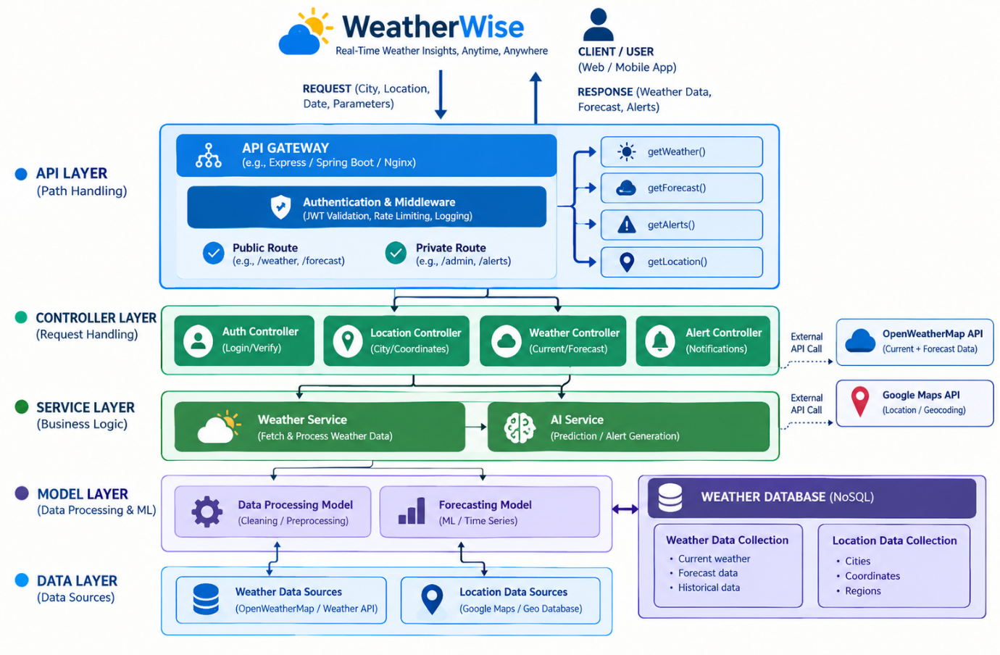 WeatherWise
Real-Time Weather Insights, Anytime, Anywhere
CLIENT / USER
(Web / Mobile App)
REQUEST (City, Location,
Date, Parameters)
RESPONSE (Weather Data,
Forecast, Alerts)
API LAYER
(Path Handling)
API GATEWAY
(e.g., Express / Spring Boot / Nginx)
Authentication & Middleware
(JWT Validation, Rate Limiting, Logging)
Public Route
(e.g., /weather, /forecast)
Private Route
(e.g., /admin, /alerts)
getWeather()
getForecast()
getAlerts()
getLocation()
CONTROLLER LAYER
(Request Handling)
Auth Controller
(Login/Verify)
Location Controller
(City/Coordinates)
Weather Controller
(Current/Forecast)
Alert Controller
(Notifications)
External
API Call
OpenWeatherMap API
(Current + Forecast Data)
SERVICE LAYER
(Business Logic)
Weather Service
(Fetch & Process Weather Data)
AI Service
(Prediction / Alert Generation)
External
API Call
Google Maps API
(Location / Geocoding)
MODEL LAYER
(Data Processing & ML)
Data Processing Model
(Cleaning / Preprocessing)
Forecasting Model
(ML / Time Series)
WEATHER DATABASE (NoSQL)
Weather Data Collection
• Current weather
• Forecast data
• Historical data
Location Data Collection
• Cities
• Coordinates
• Regions
DATA LAYER
(Data Sources)
Weather Data Sources
(OpenWeatherMap / Weather API)
Location Data Sources
(Google Maps / Geo Database)